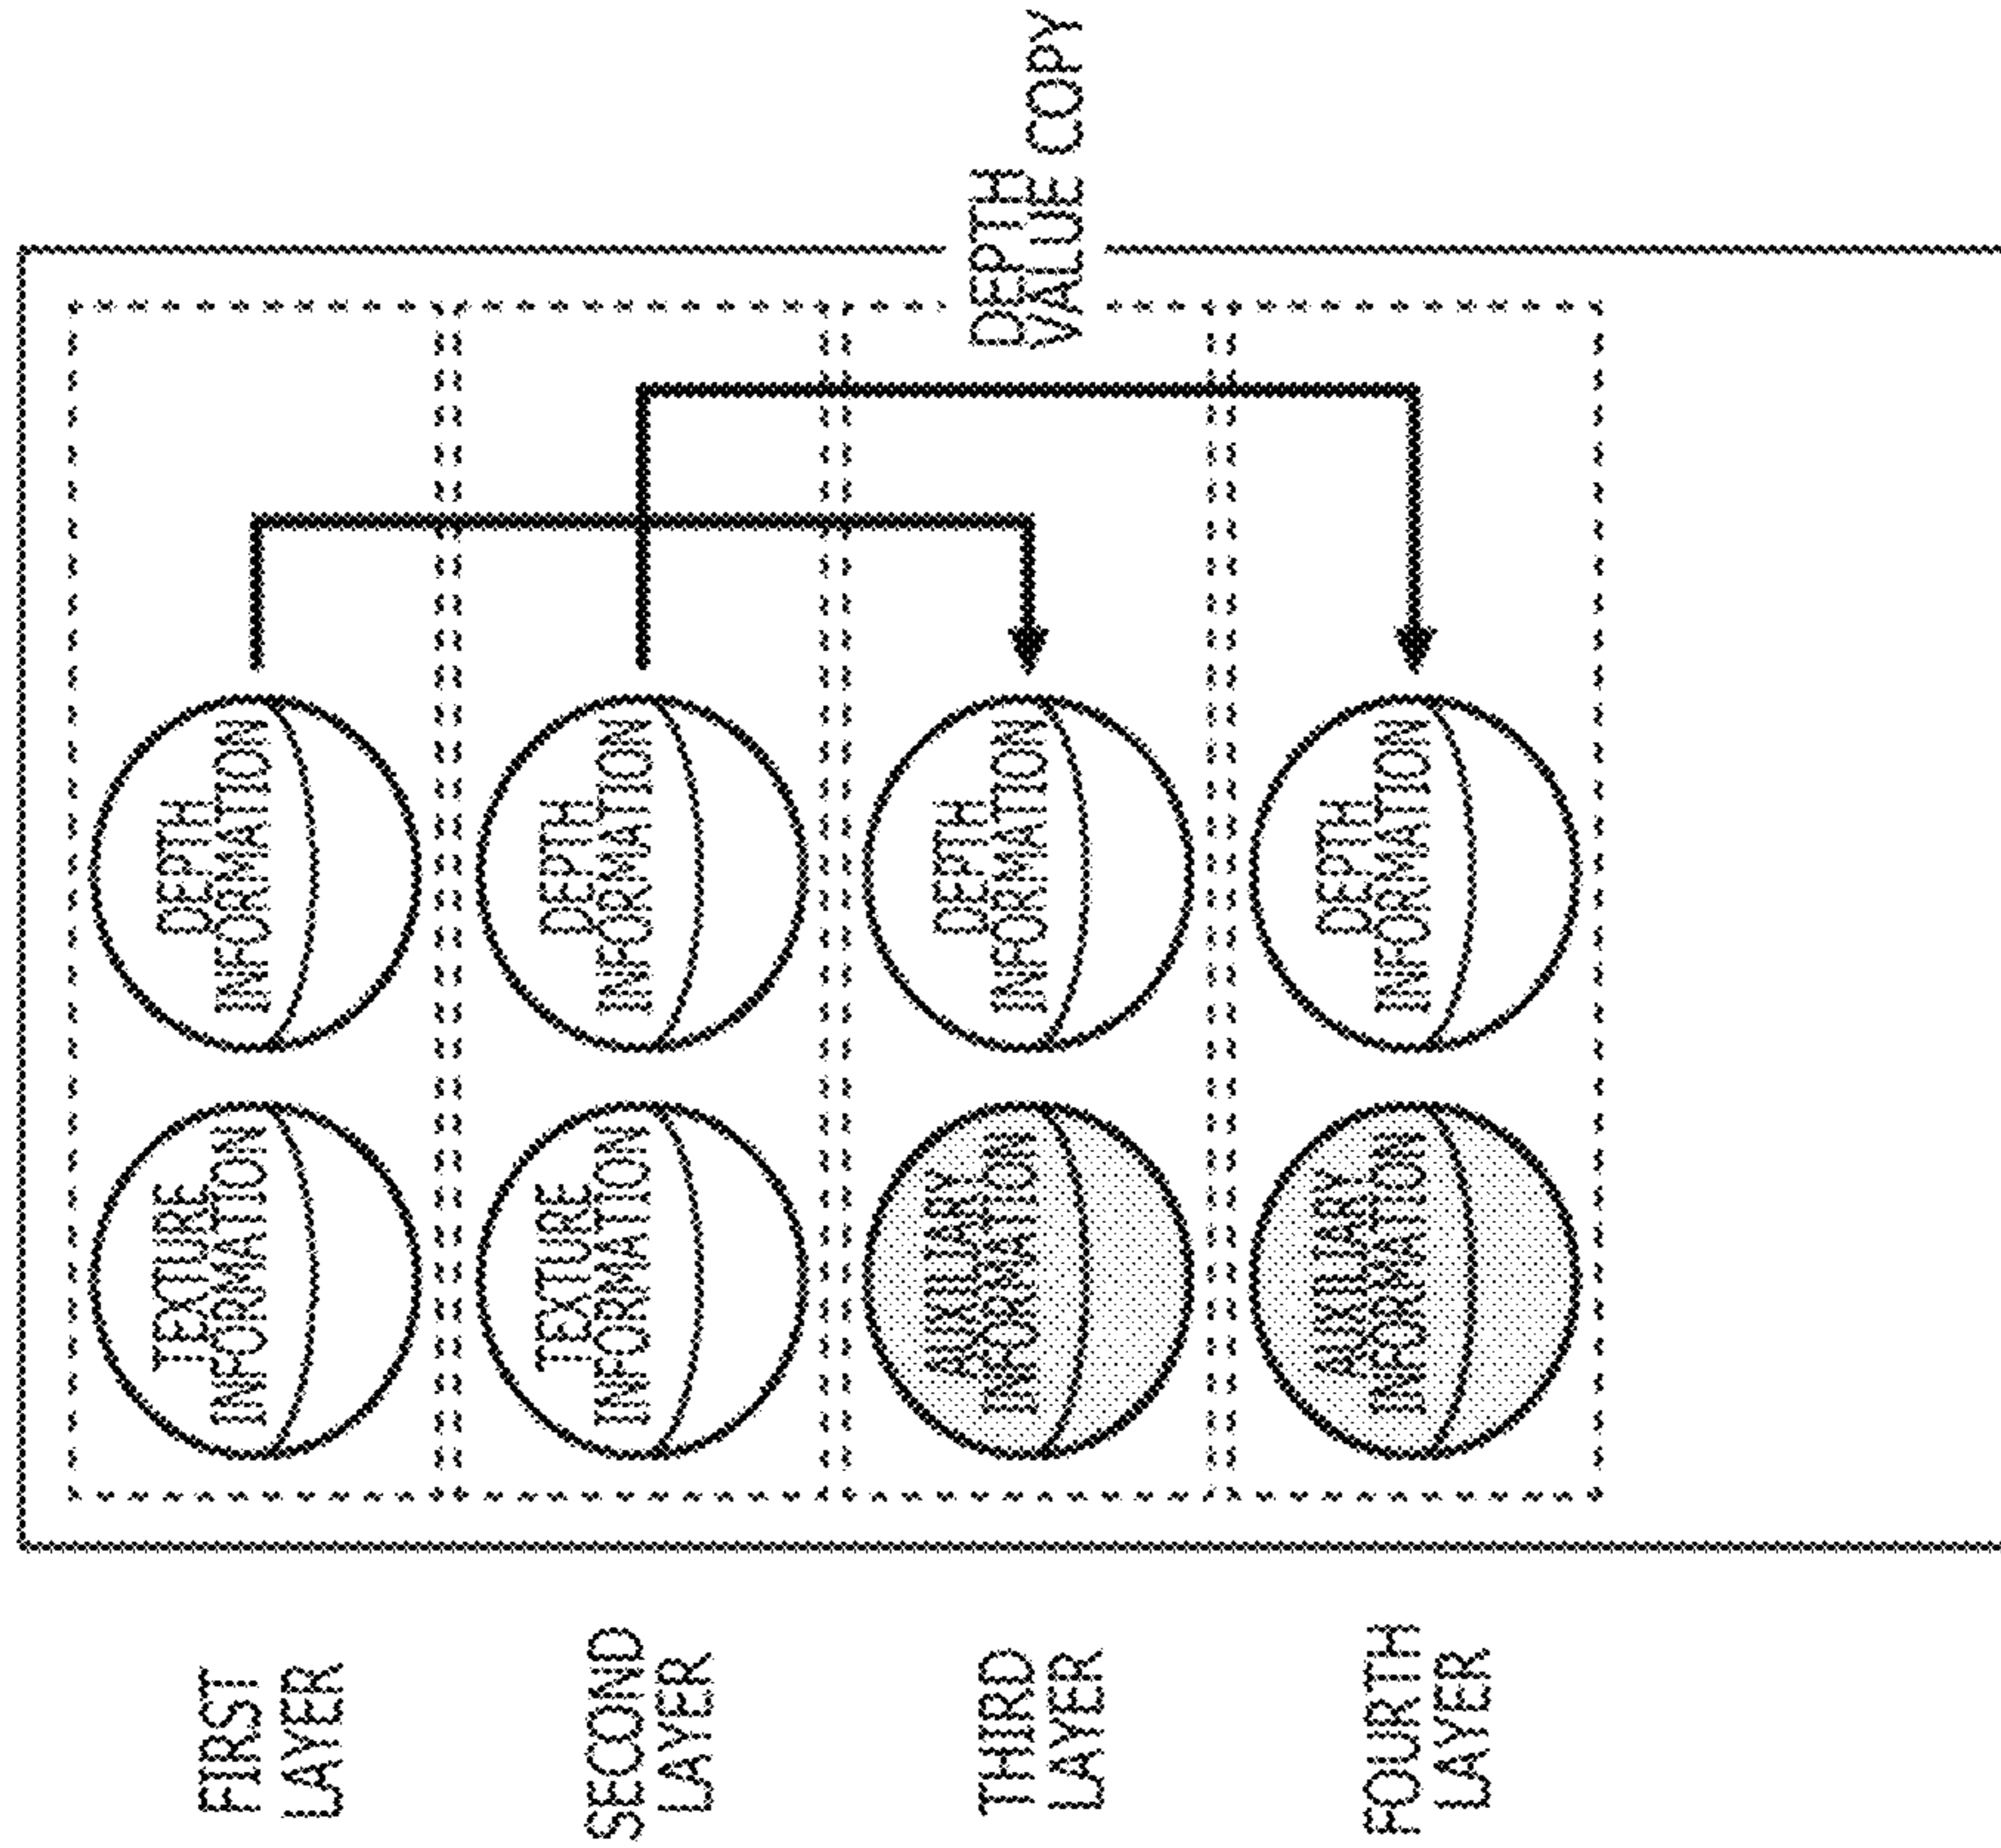 FIRST
LAYER
TEXTURE
INFORMATION
DEPTH
INFORMATION
SECOND
LAYER
TEXTURE
INFORMATION
DEPTH
INFORMATION
THIRD
LAYER
AUXILIARY
INFORMATION
DEPTH
INFORMATION
DEPTH
VALUE COPY
FOURTH
LAYER
AUXILIARY
INFORMATION
DEPTH
INFORMATION